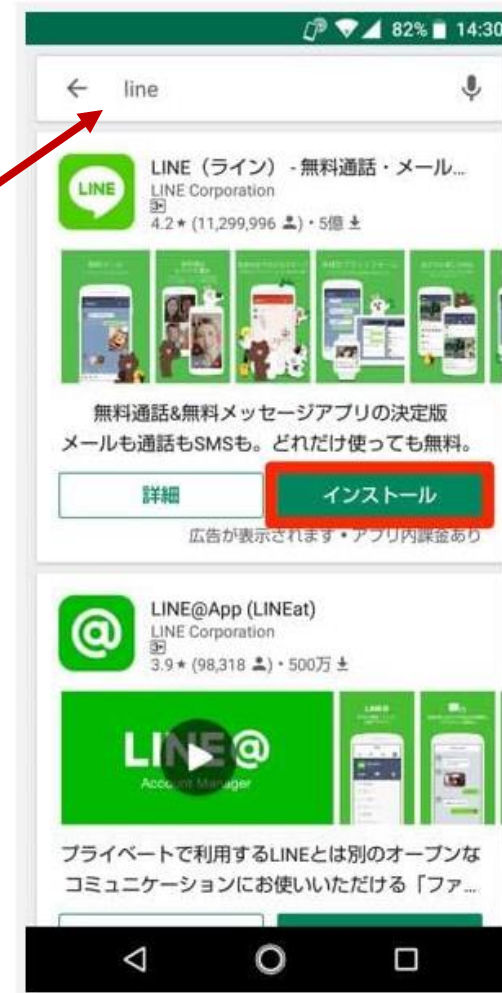 82% 14:30
line
LINE
LINE（ライン） - 無料通話・メール...
LINE Corporation
3+
4.2★ (11,299,996)・5億
無料通話&無料メッセージアプリの決定版
メールも通話もSMSも。どれだけ使っても無料。
詳細
インストール
広告が表示されます・アプリ内課金あり
@
LINE@App (LINEat)
LINE Corporation
3+
3.9★ (98,318)・500万
LINE@
Account Manager
LINE@
プライベートで利用するLINEとは別のオープンな
コミュニケーションにお使いいただける「ファ...